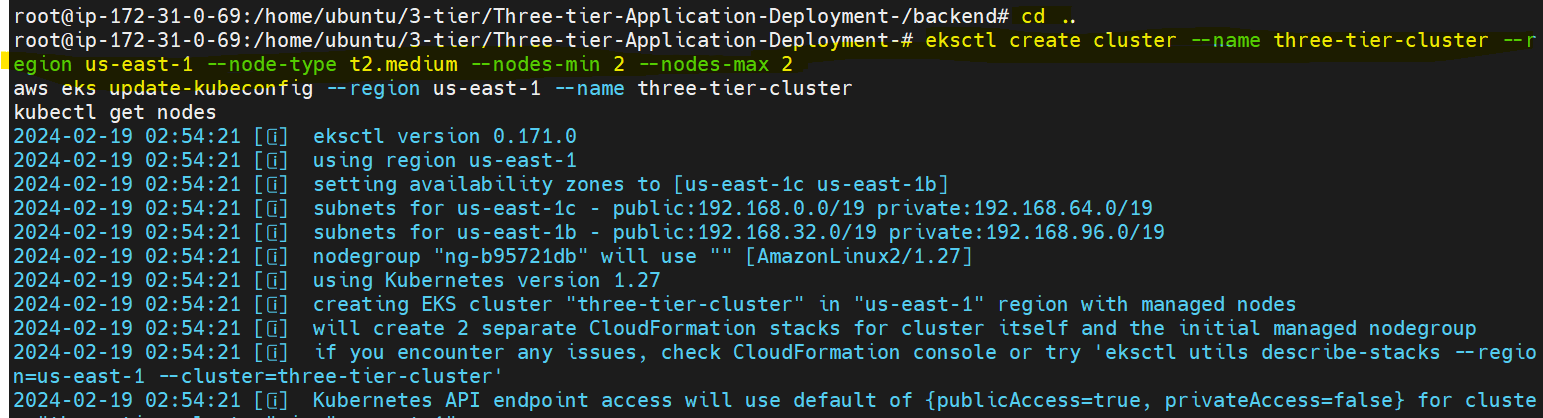 root@ip-172-31-0-69:/home/ubuntu/3-tier/Three-tier-Application-Deployment-/backend# cd ..
root@ip-172-31-0-69:/home/ubuntu/3-tier/Three-tier-Application-Deployment-# eksctl create cluster --name three-tier-cluster --r
egion us-east-1 --node-type t2.medium --nodes-min 2 --nodes-max 2
aws eks update-kubeconfig --region us-east-1 --name three-tier-cluster
kubectl get nodes
2024-02-19 02:54:21 [ℹ]  eksctl version 0.171.0
2024-02-19 02:54:21 [ℹ]  using region us-east-1
2024-02-19 02:54:21 [ℹ]  setting availability zones to [us-east-1c us-east-1b]
2024-02-19 02:54:21 [ℹ]  subnets for us-east-1c - public:192.168.0.0/19 private:192.168.64.0/19
2024-02-19 02:54:21 [ℹ]  subnets for us-east-1b - public:192.168.32.0/19 private:192.168.96.0/19
2024-02-19 02:54:21 [ℹ]  nodegroup "ng-b95721db" will use "" [AmazonLinux2/1.27]
2024-02-19 02:54:21 [ℹ]  using Kubernetes version 1.27
2024-02-19 02:54:21 [ℹ]  creating EKS cluster "three-tier-cluster" in "us-east-1" region with managed nodes
2024-02-19 02:54:21 [ℹ]  will create 2 separate CloudFormation stacks for cluster itself and the initial managed nodegroup
2024-02-19 02:54:21 [ℹ]  if you encounter any issues, check CloudFormation console or try 'eksctl utils describe-stacks --regio
n=us-east-1 --cluster=three-tier-cluster'
2024-02-19 02:54:21 [ℹ]  Kubernetes API endpoint access will use default of {publicAccess=true, privateAccess=false} for cluste